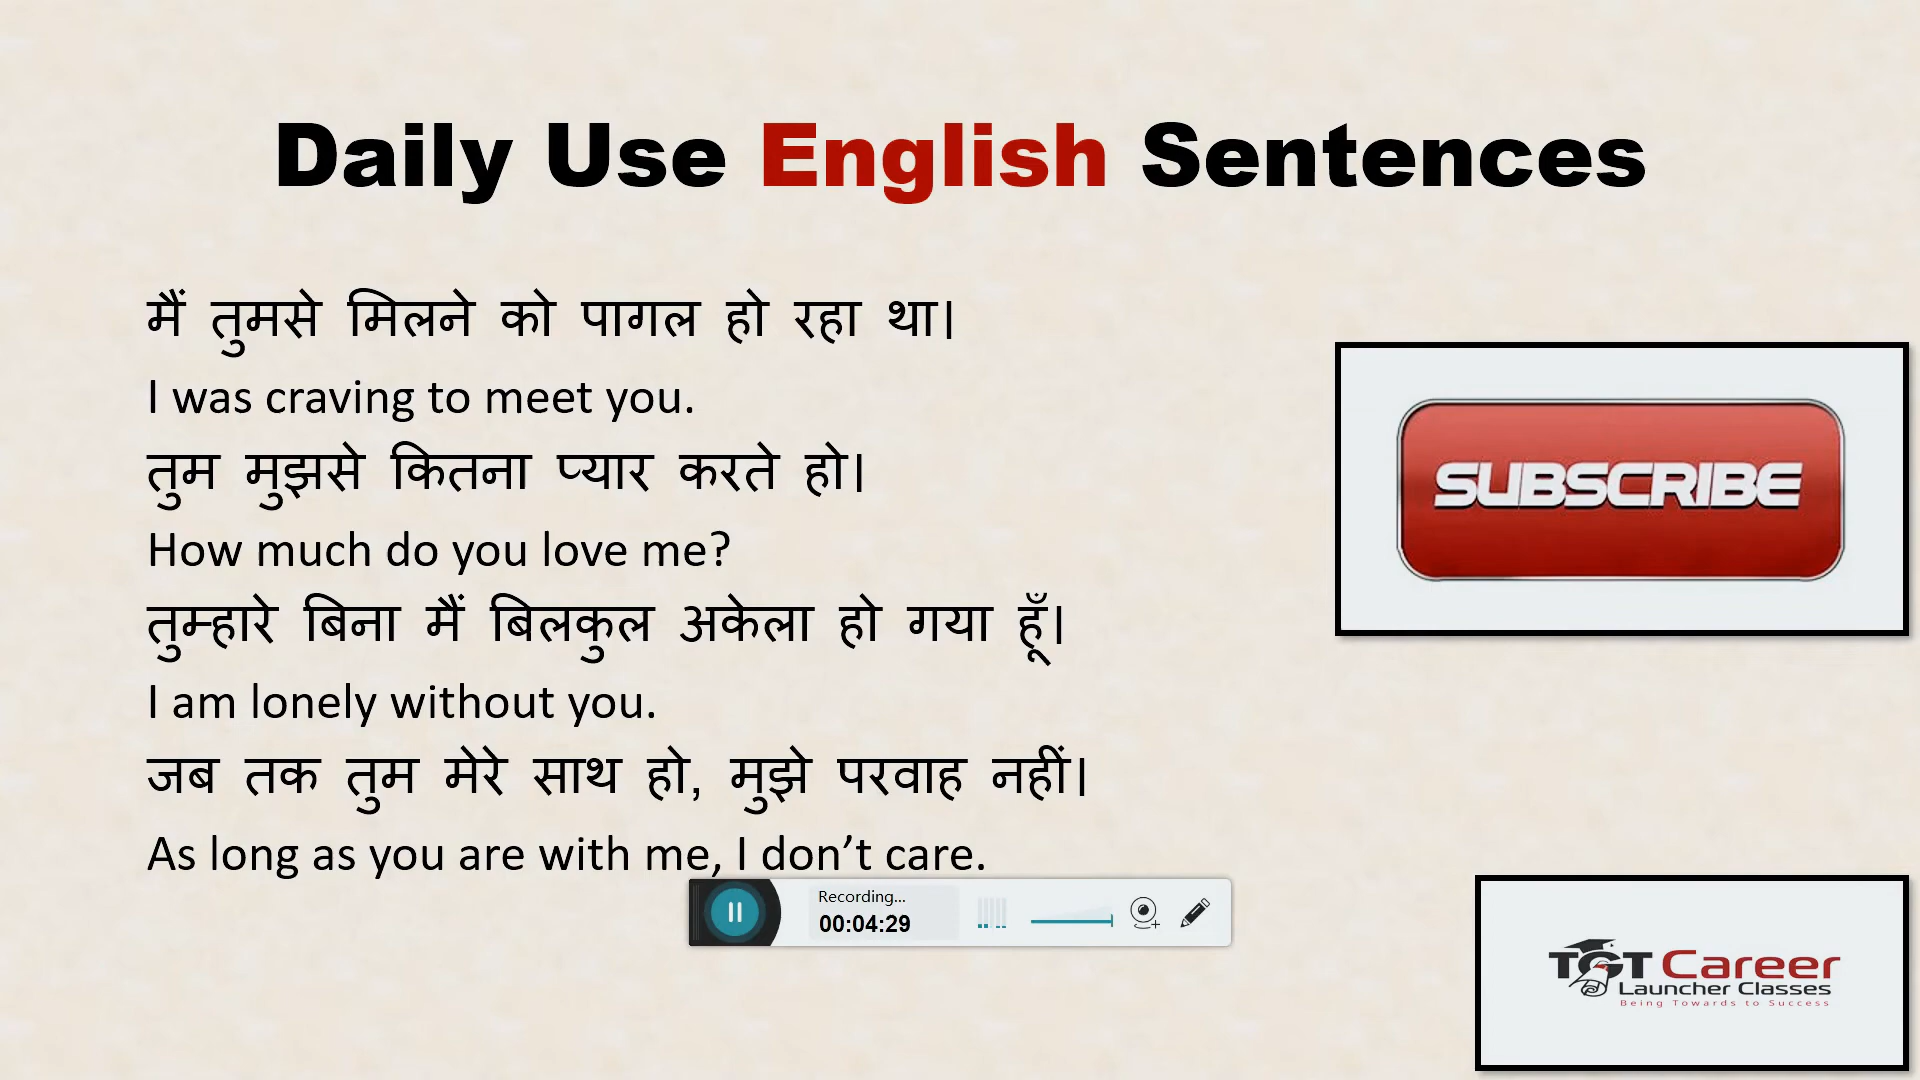 Daily Use English Sentences
मैं तुमसे मिलने को पागल हो रहा था।
I was craving to meet you.
तुम मुझसे कितना प्यार करते हो।
How much do you love me?
तुम्हारे बिना मैं बिलकुल अकेला हो गया हूँ।
I am lonely without you.
जब तक तुम मेरे साथ हो, मुझे परवाह नहीं।
As long as you are with me, I don’t care.
SUBSCRIBE
Recording...
00:04:29
TGT Career
Launcher Classes
Being Towards to Success